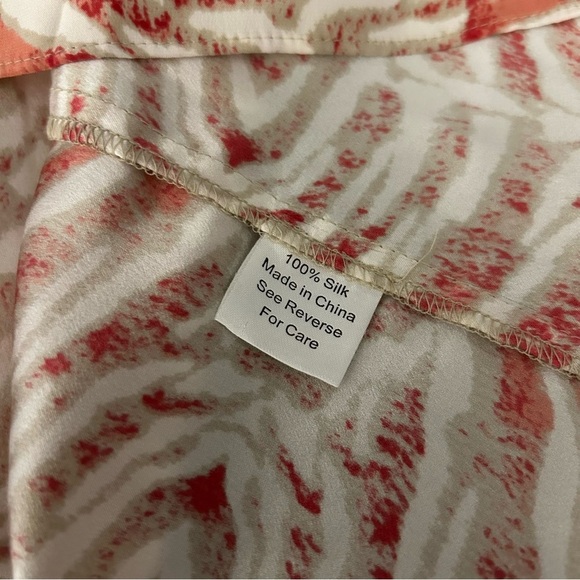 100% Silk
Made in China
See Reverse
For Care